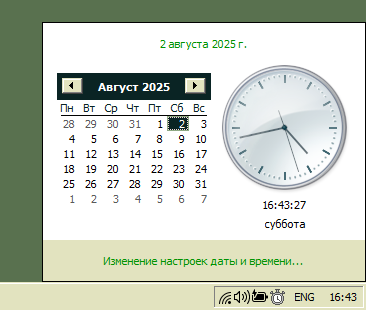 2 августа 2025 г.
Август 2025
Пн Вт Ср Чт Пт Сб Вс
28 29 30 31 1 2 3
4 5 6 7 8 9 10
11 12 13 14 15 16 17
18 19 20 21 22 23 24
25 26 27 28 29 30 31
1 2 3 4 5 6 7
16:43:27
суббота
Изменение настроек даты и времени...
ENG 16:43